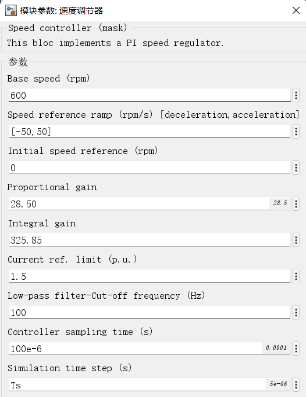 模块参数: 速度调节器
Speed controller (mask)
This bloc implements a PI speed regulator.
参数
Base speed (rpm)
600
Speed reference ramp (rpm/s) [deceleration,acceleration]
[-50,50]
Initial speed reference (rpm)
0
Proportional gain
28.50 28.5
Integral gain
325.85
Current ref. limit (p.u.)
1.5
Low-pass filter-Cut-off frequency (Hz)
100
Controller sampling time (s)
100e-6 0.0001
Simulation time step (s)
7s 5e-06